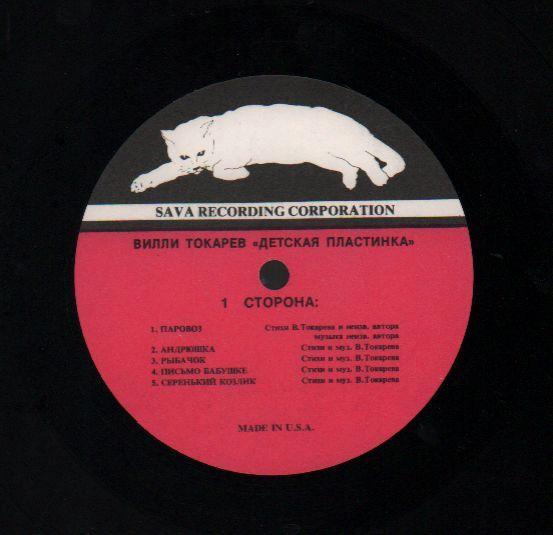 SAVA RECORDING CORPORATION
ВИЛЛИ ТОКАРЕВ «ДЕТСКАЯ ПЛАСТИНКА»
1 СТОРОНА:
1. ПАРОВОЗ Стихи В.Токарева и неизв. автора
музыка неизв. автора
2. АНДРЮШКА Стихи и муз. В.Токарева
3. РЫБАЧОК Стихи и муз. В.Токарева
4. ПИСЬМО БАБУШКЕ Стихи и муз. В.Токарева
5. СЕРЕНЬКИЙ КОЗЛИК Стихи и муз. В.Токарева
MADE IN U.S.A.